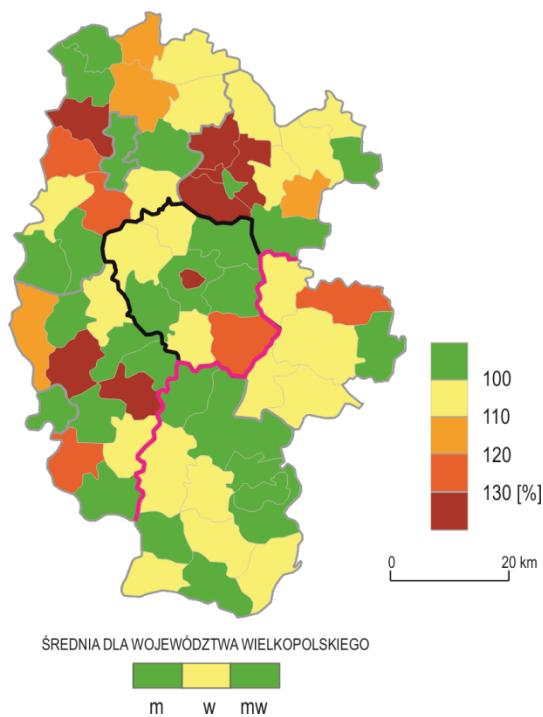 100
110
120
130 [%]
0 20 km
ŚREDNIA DLA WOJEWÓDZTWA WIELKOPOLSKIEGO
m w mw